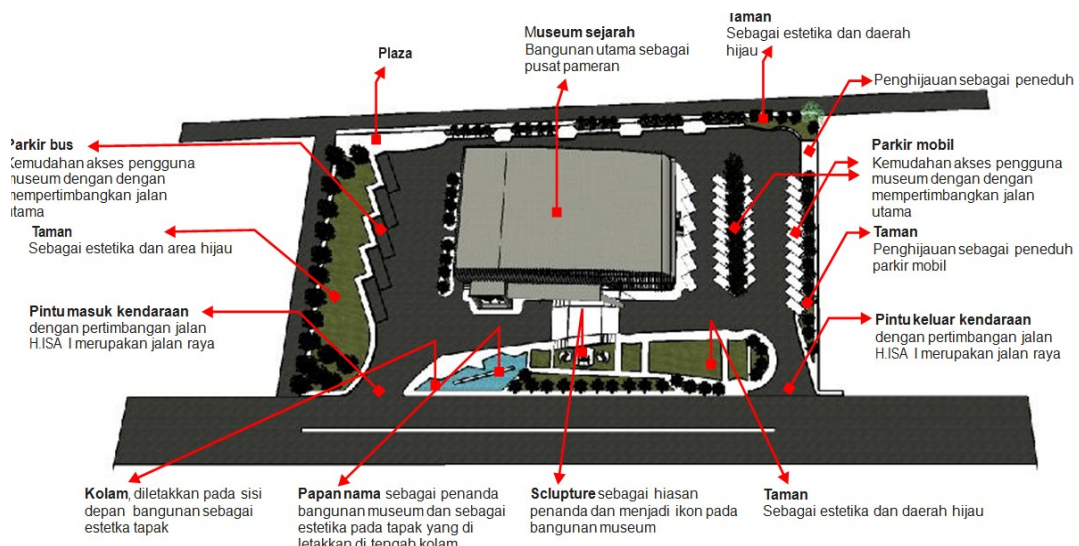 Taman
Sebagai estetika dan daerah
hijau
Museum sejarah
Bangunan utama sebagai
pusat pameran
Plaza
Penghijauan sebagai peneduh
Parkir bus
Kemudahan akses pengguna
museum dengan dengan
mempertimbangkan jalan
utama
Parkir mobil
Kemudahan akses pengguna
museum dengan dengan
mempertimbangkan jalan
utama
Taman
Sebagai estetika dan area hijau
Taman
Penghijauan sebagai peneduh
parkir mobil
Pintu masuk kendaraan
dengan pertimbangan jalan
H.ISA I merupakan jalan raya
Pintu keluar kendaraan
dengan pertimbangan jalan
H.ISA I merupakan jalan raya
Kolam, diletakkan pada sisi
depan bangunan sebagai
estetka tapak
Papan nama sebagai penanda
bangunan museum dan sebagai
estetika pada tapak yang di
letakkan di tengah kolam
Sclupture sebagai hiasan
penanda dan menjadi ikon pada
bangunan museum
Taman
Sebagai estetika dan daerah hijau